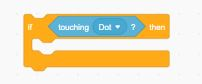 if touching Dot ? then